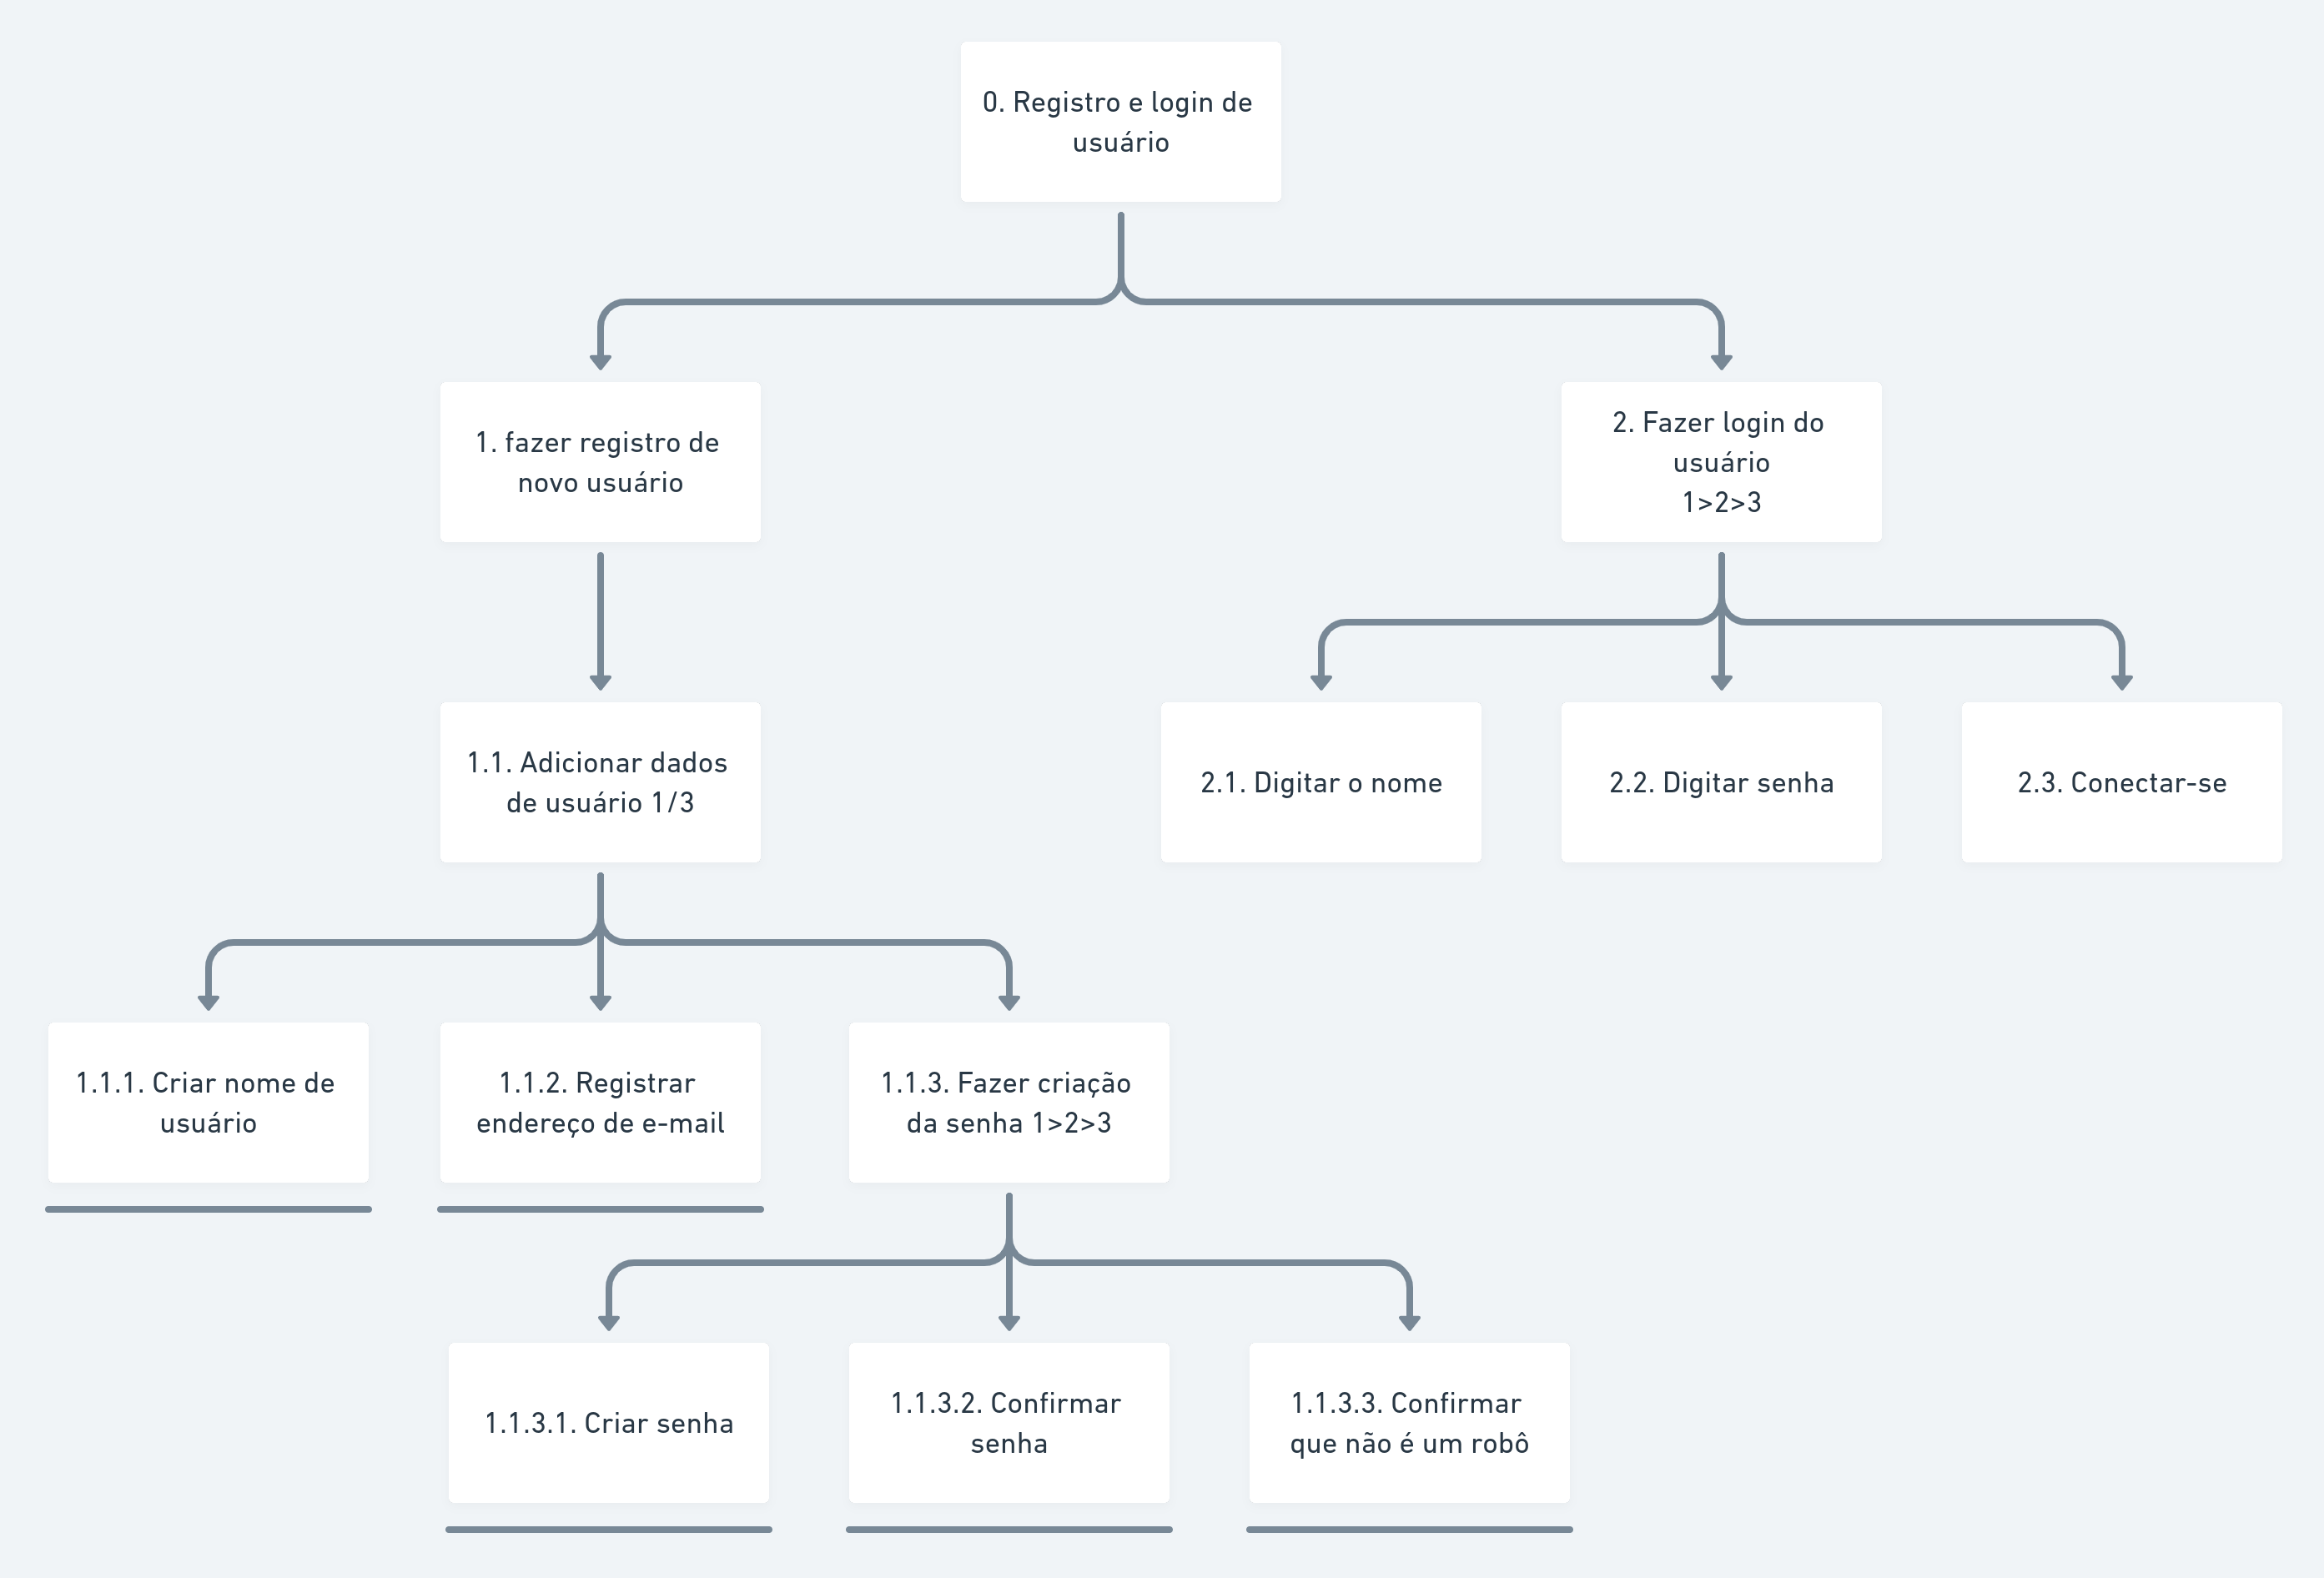 0. Registro e login de
usuário
1. fazer registro de
novo usuário
2. Fazer login do
usuário
1>2>3
1.1. Adicionar dados
de usuário 1/3
2.1. Digitar o nome
2.2. Digitar senha
2.3. Conectar-se
1.1.1. Criar nome de
usuário
1.1.2. Registrar
endereço de e-mail
1.1.3. Fazer criação
da senha 1>2>3
1.1.3.1. Criar senha
1.1.3.2. Confirmar
senha
1.1.3.3. Confirmar
que não é um robô